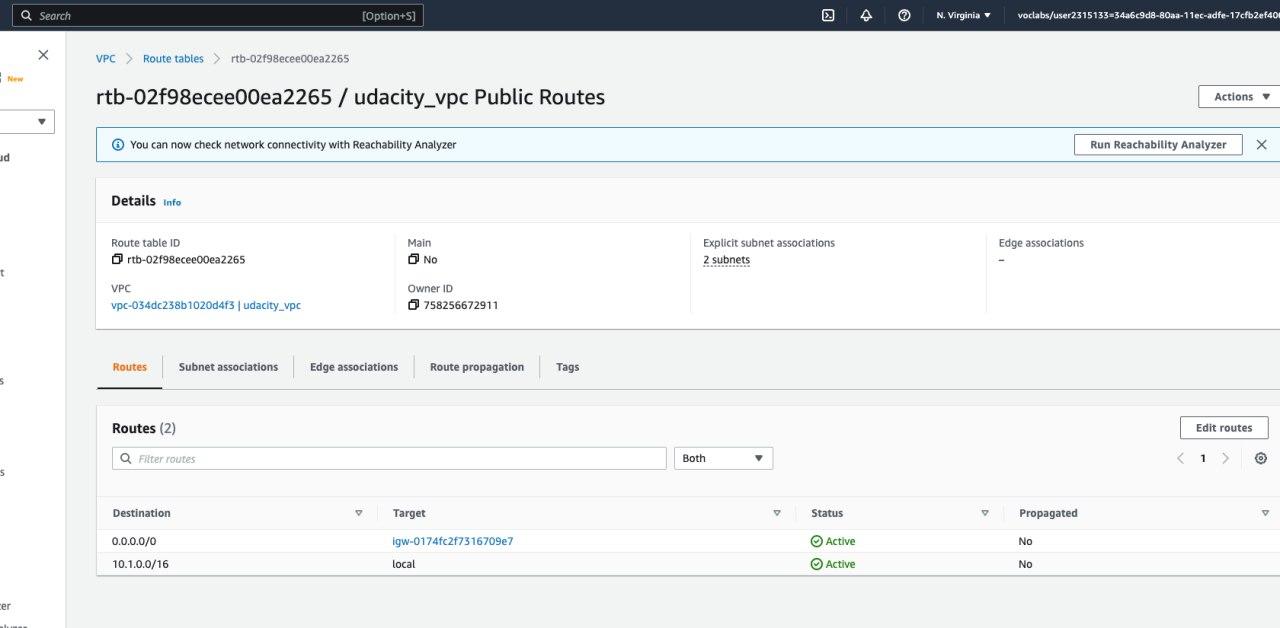 Search [Option+S] N. Virginia voclabs/user2315133=34a6c9d8-80aa-11ec-adfe-17cfb2ef40
New
VPC Route tables rtb-02f98ecee00ea2265
rtb-02f98ecee00ea2265 / udacity_vpc Public Routes
Actions
You can now check network connectivity with Reachability Analyzer Run Reachability Analyzer
Details Info
Route table ID Main Explicit subnet associations Edge associations
rtb-02f98ecee00ea2265 No 2 subnets –
VPC Owner ID
vpc-034dc238b1020d4f3 | udacity_vpc 758256672911
Routes Subnet associations Edge associations Route propagation Tags
Routes (2) Edit routes
Filter routes Both 1
Destination Target Status Propagated
0.0.0.0/0 igw-0174fc2f7316709e7 Active No
10.1.0.0/16 local Active No